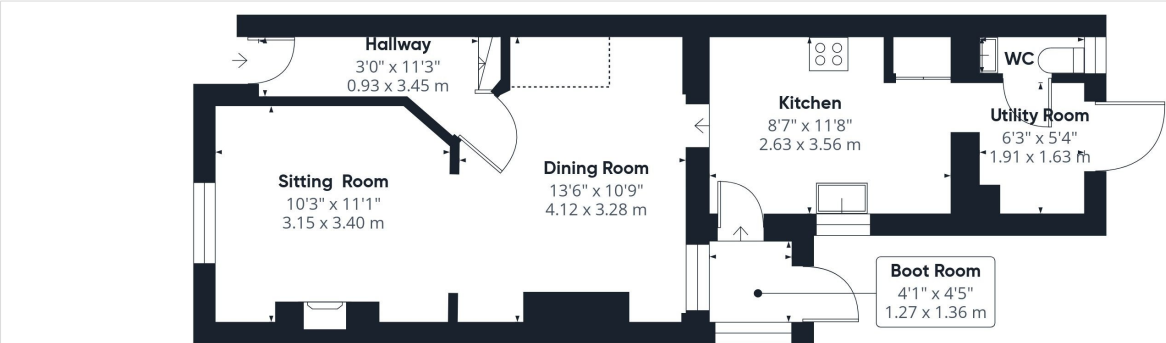 Hallway
3'0" x 11'3"
0.93 x 3.45 m
Sitting Room
10'3" x 11'1"
3.15 x 3.40 m
Dining Room
13'6" x 10'9"
4.12 x 3.28 m
Kitchen
8'7" x 11'8"
2.63 x 3.56 m
WC
Utility Room
6'3" x 5'4"
1.91 x 1.63 m
Boot Room
4'1" x 4'5"
1.27 x 1.36 m